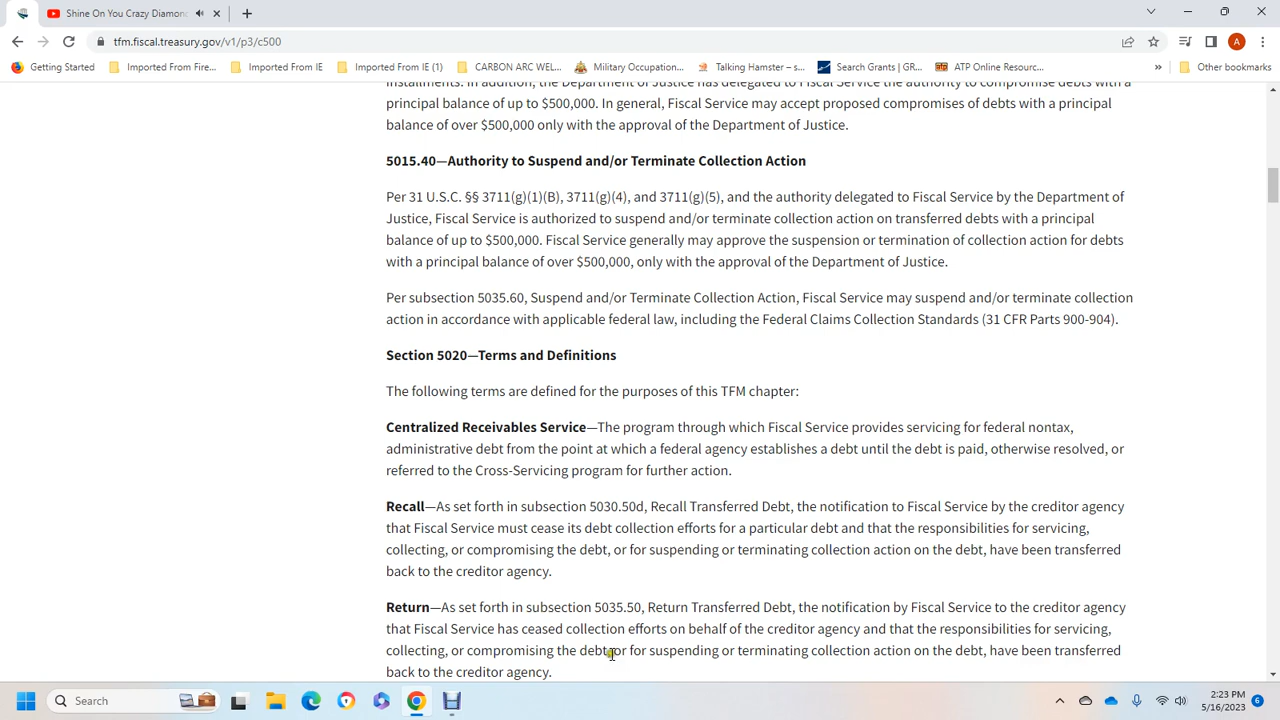 Shine On You Crazy Diamond
tfm.fiscal.treasury.gov/v1/p3/c500
A
Getting Started
Imported From Fire...
Imported From IE
Imported From IE (1)
CARBON ARC WEL...
Military Occupation...
Talking Hamster – s...
Search Grants | GR...
ATP Online Resourc...
»
Other bookmarks
installments. In addition, the Department of Justice has delegated to Fiscal Service the authority to compromise debts with a
principal balance of up to $500,000. In general, Fiscal Service may accept proposed compromises of debts with a principal
balance of over $500,000 only with the approval of the Department of Justice.
5015.40—Authority to Suspend and/or Terminate Collection Action
Per 31 U.S.C. §§ 3711(g)(1)(B), 3711(g)(4), and 3711(g)(5), and the authority delegated to Fiscal Service by the Department of
Justice, Fiscal Service is authorized to suspend and/or terminate collection action on transferred debts with a principal
balance of up to $500,000. Fiscal Service generally may approve the suspension or termination of collection action for debts
with a principal balance of over $500,000, only with the approval of the Department of Justice.
Per subsection 5035.60, Suspend and/or Terminate Collection Action, Fiscal Service may suspend and/or terminate collection
action in accordance with applicable federal law, including the Federal Claims Collection Standards (31 CFR Parts 900-904).
Section 5020—Terms and Definitions
The following terms are defined for the purposes of this TFM chapter:
Centralized Receivables Service—The program through which Fiscal Service provides servicing for federal nontax,
administrative debt from the point at which a federal agency establishes a debt until the debt is paid, otherwise resolved, or
referred to the Cross-Servicing program for further action.
Recall—As set forth in subsection 5030.50d, Recall Transferred Debt, the notification to Fiscal Service by the creditor agency
that Fiscal Service must cease its debt collection efforts for a particular debt and that the responsibilities for servicing,
collecting, or compromising the debt, or for suspending or terminating collection action on the debt, have been transferred
back to the creditor agency.
Return—As set forth in subsection 5035.50, Return Transferred Debt, the notification by Fiscal Service to the creditor agency
that Fiscal Service has ceased collection efforts on behalf of the creditor agency and that the responsibilities for servicing,
collecting, or compromising the debt, or for suspending or terminating collection action on the debt, have been transferred
back to the creditor agency.
Search
2:23 PM
5/16/2023
6